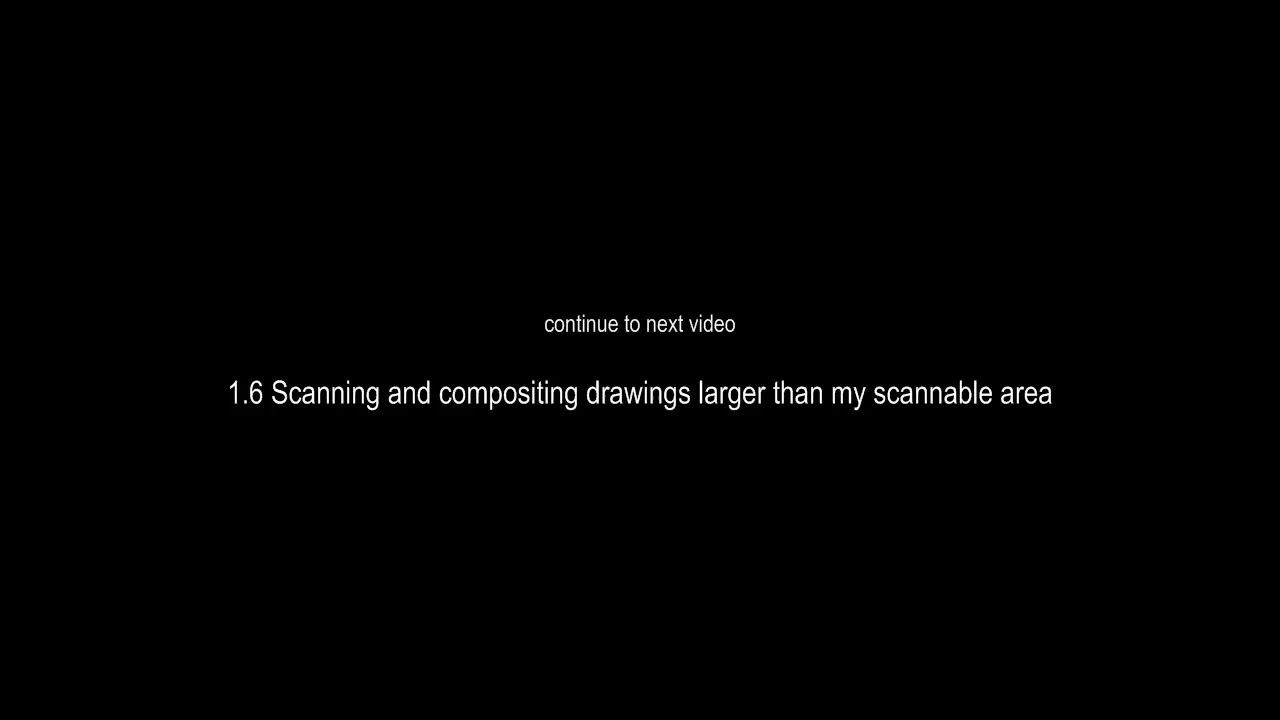 continue to next video
1.6 Scanning and compositing drawings larger than my scannable area